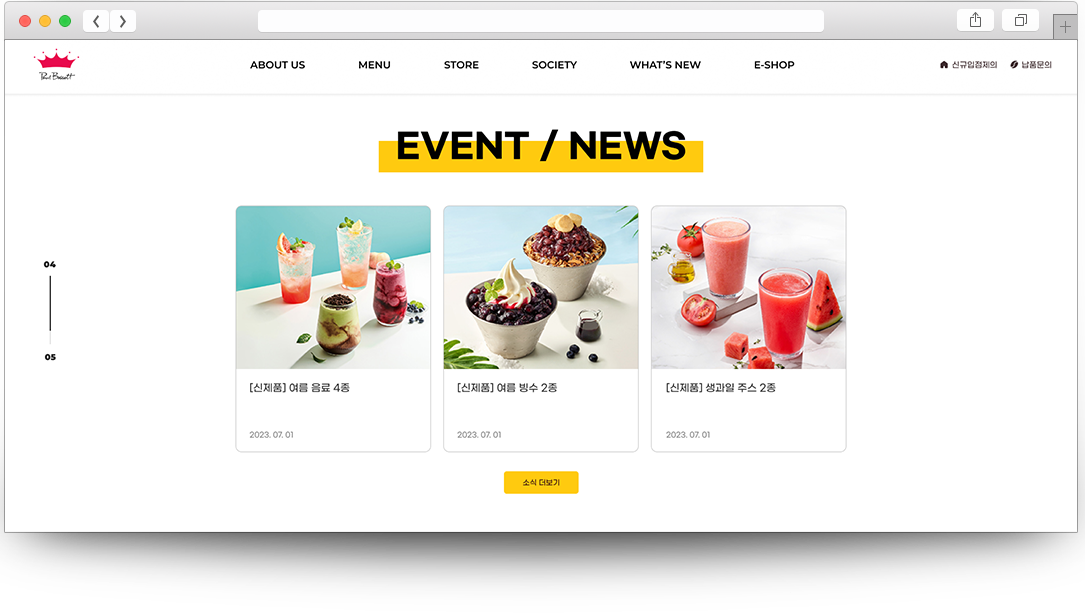 Paul Bassett
ABOUT US MENU STORE SOCIETY WHAT'S NEW E-SHOP 신규입점제의 납품문의
EVENT / NEWS
04
05
[신제품] 여름 음료 4종
2023. 07. 01
[신제품] 여름 빙수 2종
2023. 07. 01
[신제품] 생과일 주스 2종
2023. 07. 01
소식 더보기